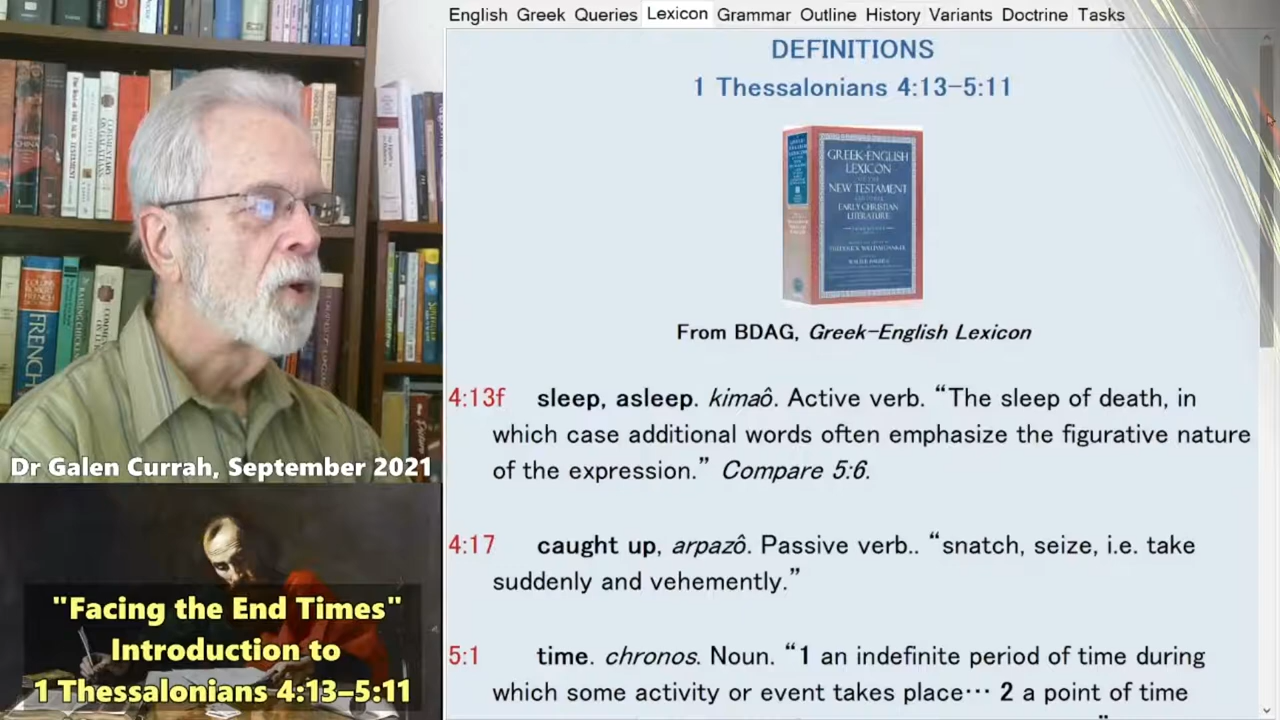 English Greek Queries Lexicon Grammar Outline History Variants Doctrine Tasks
DEFINITIONS
1 Thessalonians 4:13–5:11
GREEK-ENGLISH
LEXICON
NEW TESTAMENT
EARLY CHRISTIAN
LITERATURE
From BDAG, Greek-English Lexicon
4:13f sleep, asleep. kimaô. Active verb. “The sleep of death, in
which case additional words often emphasize the figurative nature
of the expression.” Compare 5:6.
4:17 caught up, arpazô. Passive verb.. “snatch, seize, i.e. take
suddenly and vehemently.”
5:1 time. chronos. Noun. “1 an indefinite period of time during
which some activity or event takes place… 2 a point of time
FRENCH
Dr Galen Currah, September 2021
"Facing the End Times"
Introduction to
1 Thessalonians 4:13–5:11